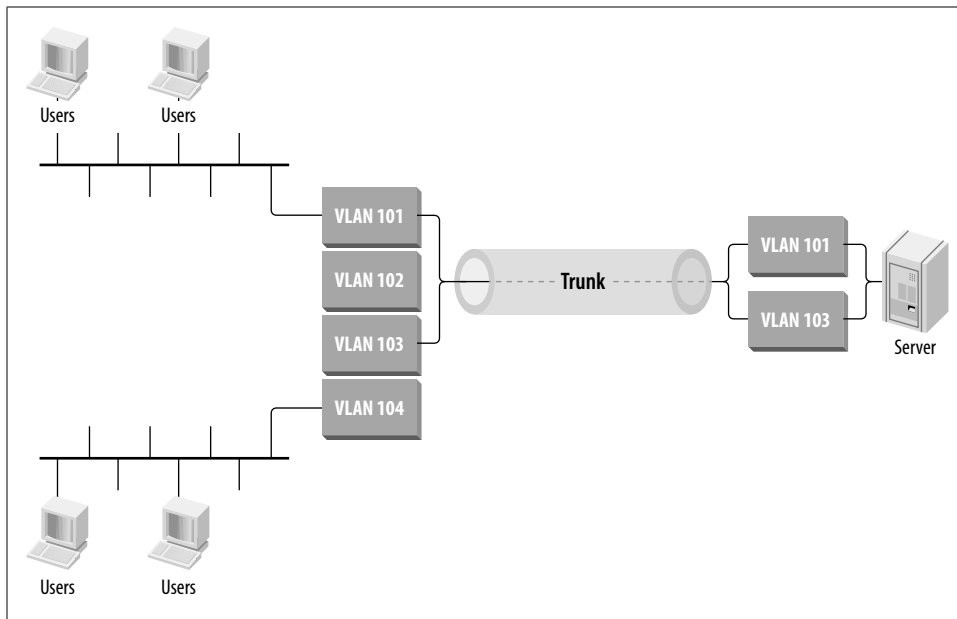 Users
Users
VLAN 101
VLAN 102
VLAN 103
VLAN 104
Trunk
VLAN 101
VLAN 103
Server
Users
Users